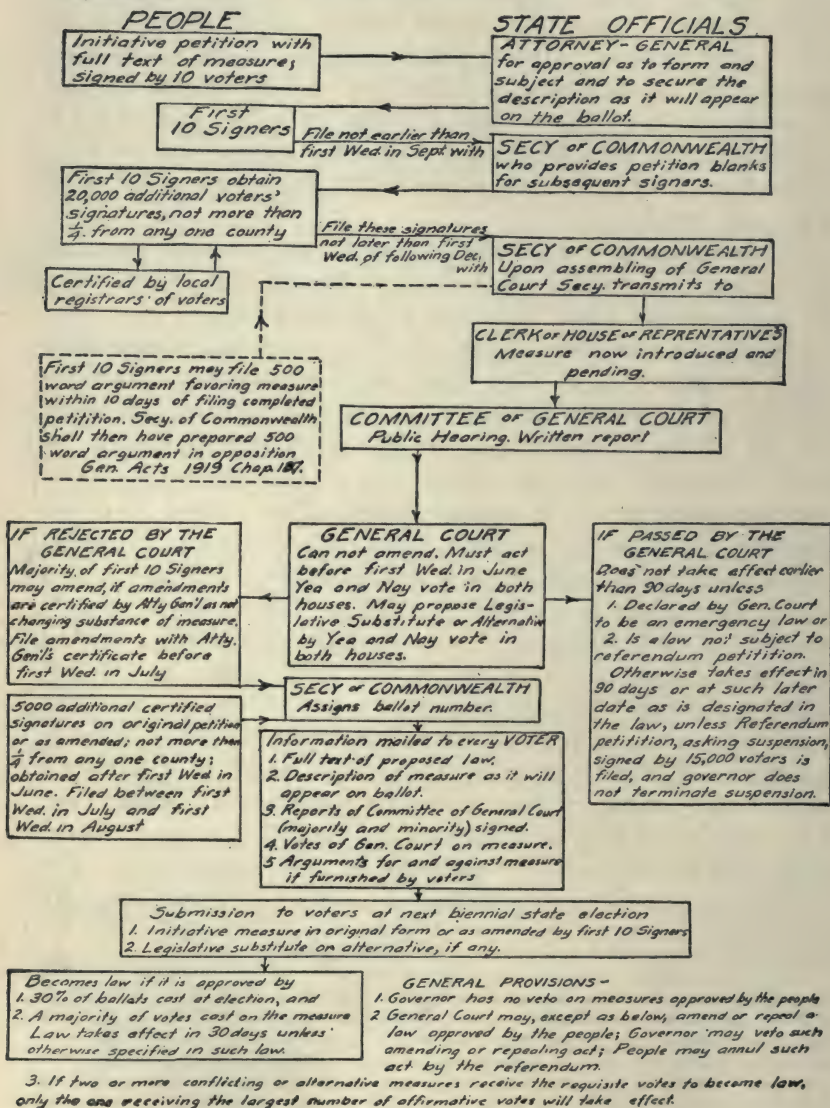 PEOPLE
STATE OFFICIALS
Initiative petition with
full text of measure;
signed by 10 voters
ATTORNEY-GENERAL
for approval as to form and
subject and to secure the
description as it will appear
on the ballot.
First
10 Signers
File not earlier than
first Wed. in Sept. with
SECY OF COMMONWEALTH
who provides petition blanks
for subsequent signers.
First 10 Signers obtain
20,000 additional voters'
signatures, not more than
1/4 from any one county
File these signatures
not later than first
Wed. of following Dec.
with
SECY OF COMMONWEALTH
Upon assembling of General
Court Secy. transmits to
Certified by local
registrars of voters
CLERK OF HOUSE OF REPRENTATIVES
Measure now introduced and
pending.
First 10 Signers may file 500
word argument favoring measure
within 10 days of filing completed
petitition. Secy. of Commonwealth
shall then have prepared 500
word argument in opposition
Gen. Acts 1919 Chap.
COMMITTEE OF GENERAL COURT
Public Hearing. Written report
IF REJECTED BY THE
GENERAL COURT
Majority of first 10 Signers
may amend, if amendments
are certified by Atty Gen'l as not
changing substance of measure.
File amendments with Atty.
Gen'l's certificate before
first Wed. in July
GENERAL COURT
Can not amend. Must act
before first Wed. in June
Yea and Nay vote in both
houses. May propose Legis-
lative Substitute or Alternative
by Yea and Nay vote in
both houses.
IF PASSED BY THE
GENERAL COURT
Does not take affect earlier
than 90 days unless
1. Declared by Gen. Court
to be an emergency law or
2. Is a law not subject to
referendum petitition.
Otherwise takes effect in
90 days or at such later
date as is designated in
the law, unless Referendum
petitition, asking suspension,
signed by 15,000 voters is
filed, and governor does
not terminate suspension.
SECY OF COMMONWEALTH
Assigns ballot number.
5000 additional certified
signatures on original petition
or as amended; not more than
1/4 from any one county;
obtained after first Wed. in
June. Filed between first
Wed. in July and first
Wed. in August
Information mailed to every VOTER
1. Full text of proposed law.
2. Description of measure as it will
appear on ballot.
3. Reports of Committee of General Court
(majority and minority) signed.
4. Votes of Gen. Court on measure.
5 Arguments for and against measure
if furnished by voters
Submission to voters at next biennial state election
1. Initiative measure in original form or as amended by first 10 Signers
2. Legislative substitute or alternative, if any.
Becomes law if it is approved by
1. 30% of ballots cast at election, and
2. A majority of votes cast on the measure
Law takes effect in 30 days unless
otherwise specified in such law.
GENERAL PROVISIONS-
1. Governor has no veto on measures approved by the people
2 General Court may, except as below, amend or repeal a
law approved by the people; Governor may veto such
amending or repealing act; People may annul such
act by the referendum.
3. If two or more conflicting or alternative measures receive the requisite votes to become law,
only the one receiving the largest number of affirmative votes will take effect.